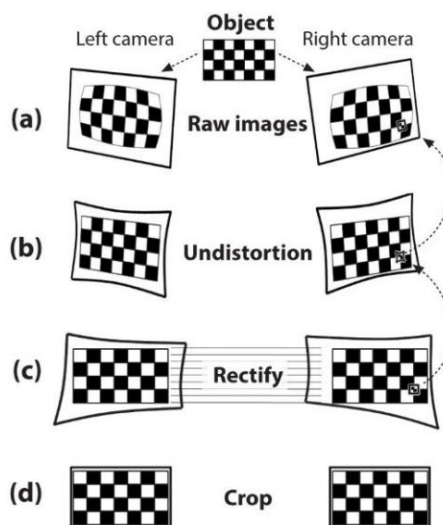 Object
Left camera
Right camera
(a)
Raw images
(b)
Undistortion
(c)
Rectify
(d)
Crop